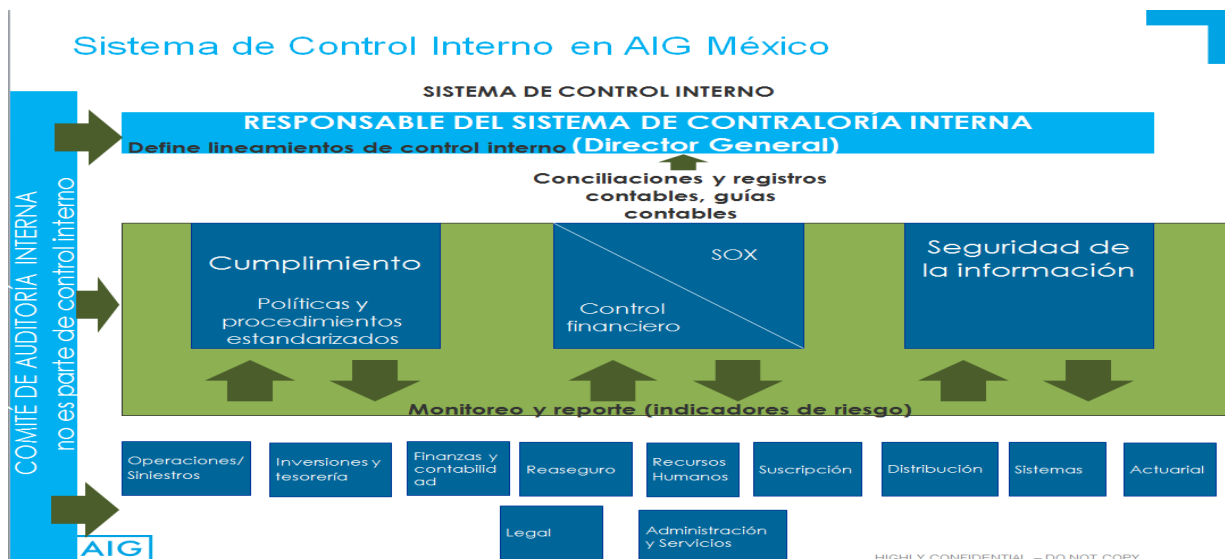 Sistema de Control Interno en AIG México
SISTEMA DE CONTROL INTERNO
RESPONSABLE DEL SISTEMA DE CONTRALORÍA INTERNA
Define lineamientos de control interno (Director General)
Conciliaciones y registros
contables, guías
contables
COMITÉ DE AUDITORÍA INTERNA
no es parte de control interno
Cumplimiento
Políticas y
procedimientos
estandarizados
SOX
Control
financiero
Seguridad de
la información
Monitoreo y reporte (indicadores de riesgo)
Operaciones/
Siniestros
Inversiones y
tesorería
Finanzas y
contabilid
ad
Reaseguro
Recursos
Humanos
Suscripción
Distribución
Sistemas
Actuarial
Legal
Administración
y Servicios
AIG
HIGHLY CONFIDENTIAL – DO NOT COPY